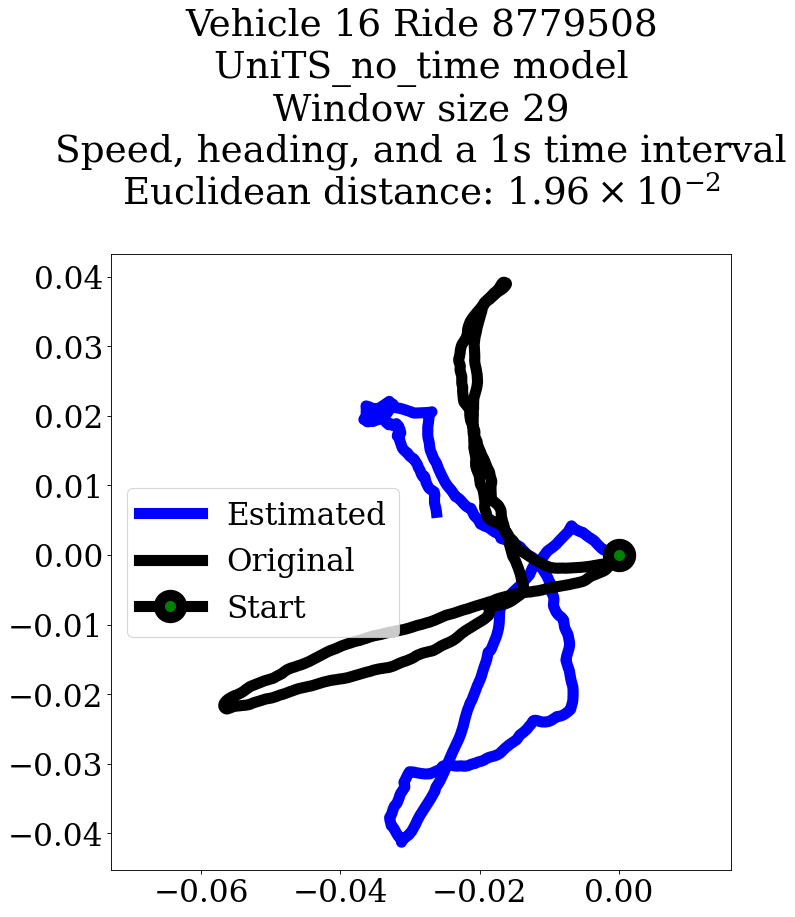 Vehicle 16 Ride 8779508
UniTS_no_time model
Window size 29
Speed, heading, and a 1s time interval
Euclidean distance: 1.96 × 10⁻²
0.04
0.03
0.02
0.01
0.00
−0.01
−0.02
−0.03
−0.04
Estimated
Original
Start
−0.06 −0.04 −0.02 0.00